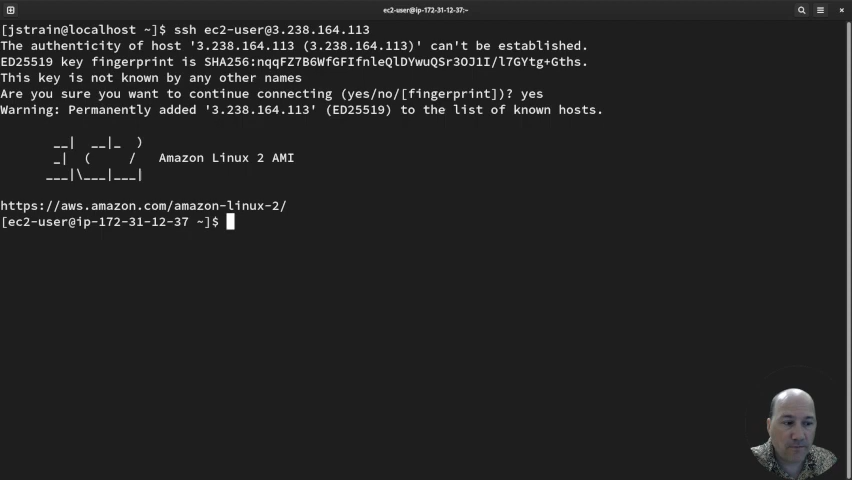 ec2-user@ip-172-31-12-37:~
[jstrain@localhost ~]$ ssh ec2-user@3.238.164.113
The authenticity of host '3.238.164.113 (3.238.164.113)' can't be established.
ED25519 key fingerprint is SHA256:nqqFZ7B6WfGFIfnleQlDYwuQSr3OJ1I/l7GYtg+Gths.
This key is not known by any other names
Are you sure you want to continue connecting (yes/no/[fingerprint])? yes
Warning: Permanently added '3.238.164.113' (ED25519) to the list of known hosts.
       __|  __|_  )
       _|  (     /   Amazon Linux 2 AMI
      ___|\___|___|
https://aws.amazon.com/amazon-linux-2/
[ec2-user@ip-172-31-12-37 ~]$